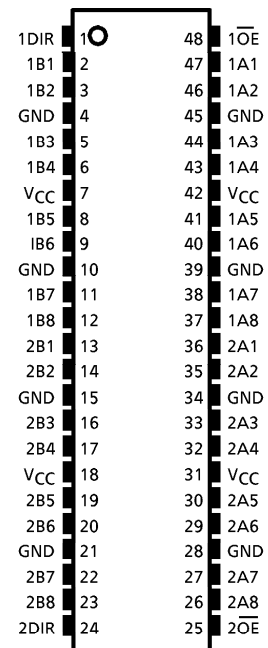 1DIR 1 48 1O̅E̅
1B1 2 47 1A1
1B2 3 46 1A2
GND 4 45 GND
1B3 5 44 1A3
1B4 6 43 1A4
VCC 7 42 VCC
1B5 8 41 1A5
IB6 9 40 1A6
GND 10 39 GND
1B7 11 38 1A7
1B8 12 37 1A8
2B1 13 36 2A1
2B2 14 35 2A2
GND 15 34 GND
2B3 16 33 2A3
2B4 17 32 2A4
VCC 18 31 VCC
2B5 19 30 2A5
2B6 20 29 2A6
GND 21 28 GND
2B7 22 27 2A7
2B8 23 26 2A8
2DIR 24 25 2O̅E̅